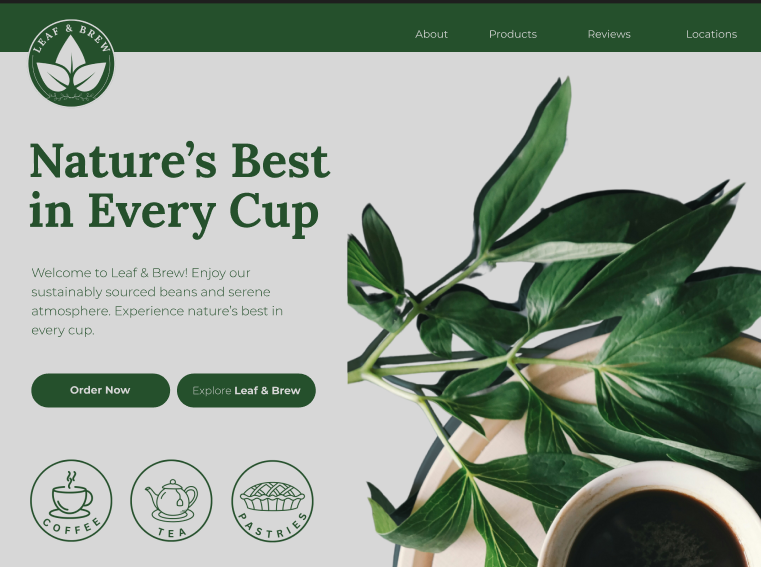 LEAF & BREW
About
Products
Reviews
Locations
Nature’s Best
in Every Cup
Welcome to Leaf & Brew! Enjoy our
sustainably sourced beans and serene
atmosphere. Experience nature’s best in
every cup.
Order Now
Explore Leaf & Brew
COFFEE
TEA
PASTRIES